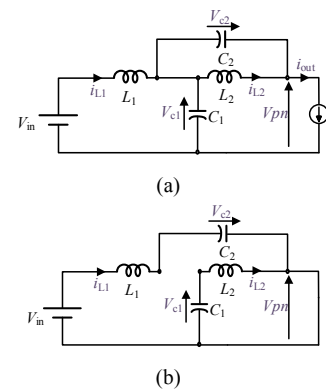 Vc2
C2
iL1
L1
Vc1
C1
L2
iL2
iout
Vin
Vpn
(a)
Vc2
C2
iL1
L1
Vc1
C1
L2
iL2
Vin
Vpn
(b)